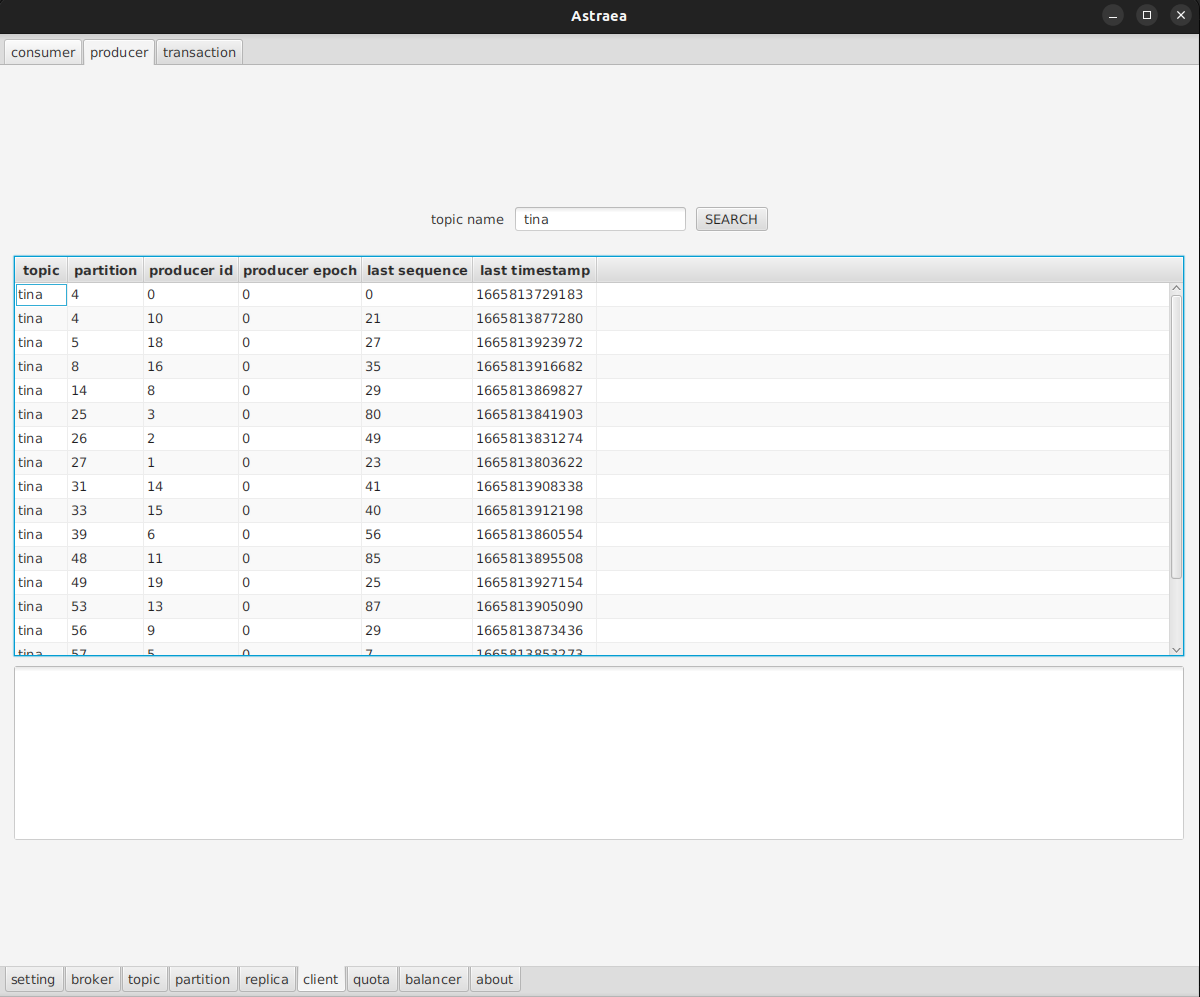 Astraea
consumer producer transaction
topic name tina SEARCH
topic partition producer id producer epoch last sequence last timestamp
tina 4 0 0 0 1665813729183
tina 4 10 0 21 1665813877280
tina 5 18 0 27 1665813923972
tina 8 16 0 35 1665813916682
tina 14 8 0 29 1665813869827
tina 25 3 0 80 1665813841903
tina 26 2 0 49 1665813831274
tina 27 1 0 23 1665813803622
tina 31 14 0 41 1665813908338
tina 33 15 0 40 1665813912198
tina 39 6 0 56 1665813860554
tina 48 11 0 85 1665813895508
tina 49 19 0 25 1665813927154
tina 53 13 0 87 1665813905090
tina 56 9 0 29 1665813873436
tina 57 5 0 7 1665813853273
setting broker topic partition replica client quota balancer about